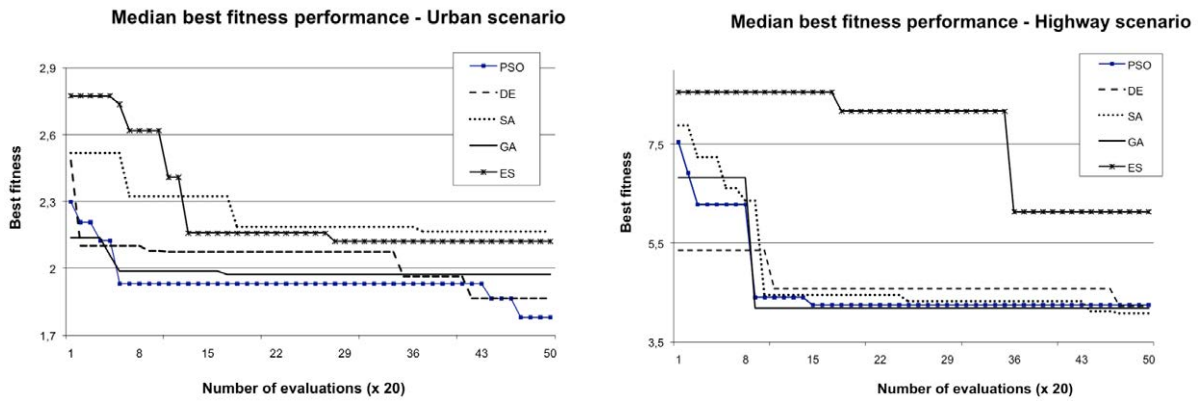 Median best fitness performance - Urban scenario
2,9
2,6
2,3
2
1,7
Best fitness
1 8 15 22 29 36 43 50
Number of evaluations (x 20)
PSO
DE
SA
GA
ES
Median best fitness performance - Highway scenario
7,5
5,5
3,5
Best fitness
1 8 15 22 29 36 43 50
Number of evaluations (x 20)
PSO
DE
SA
GA
ES